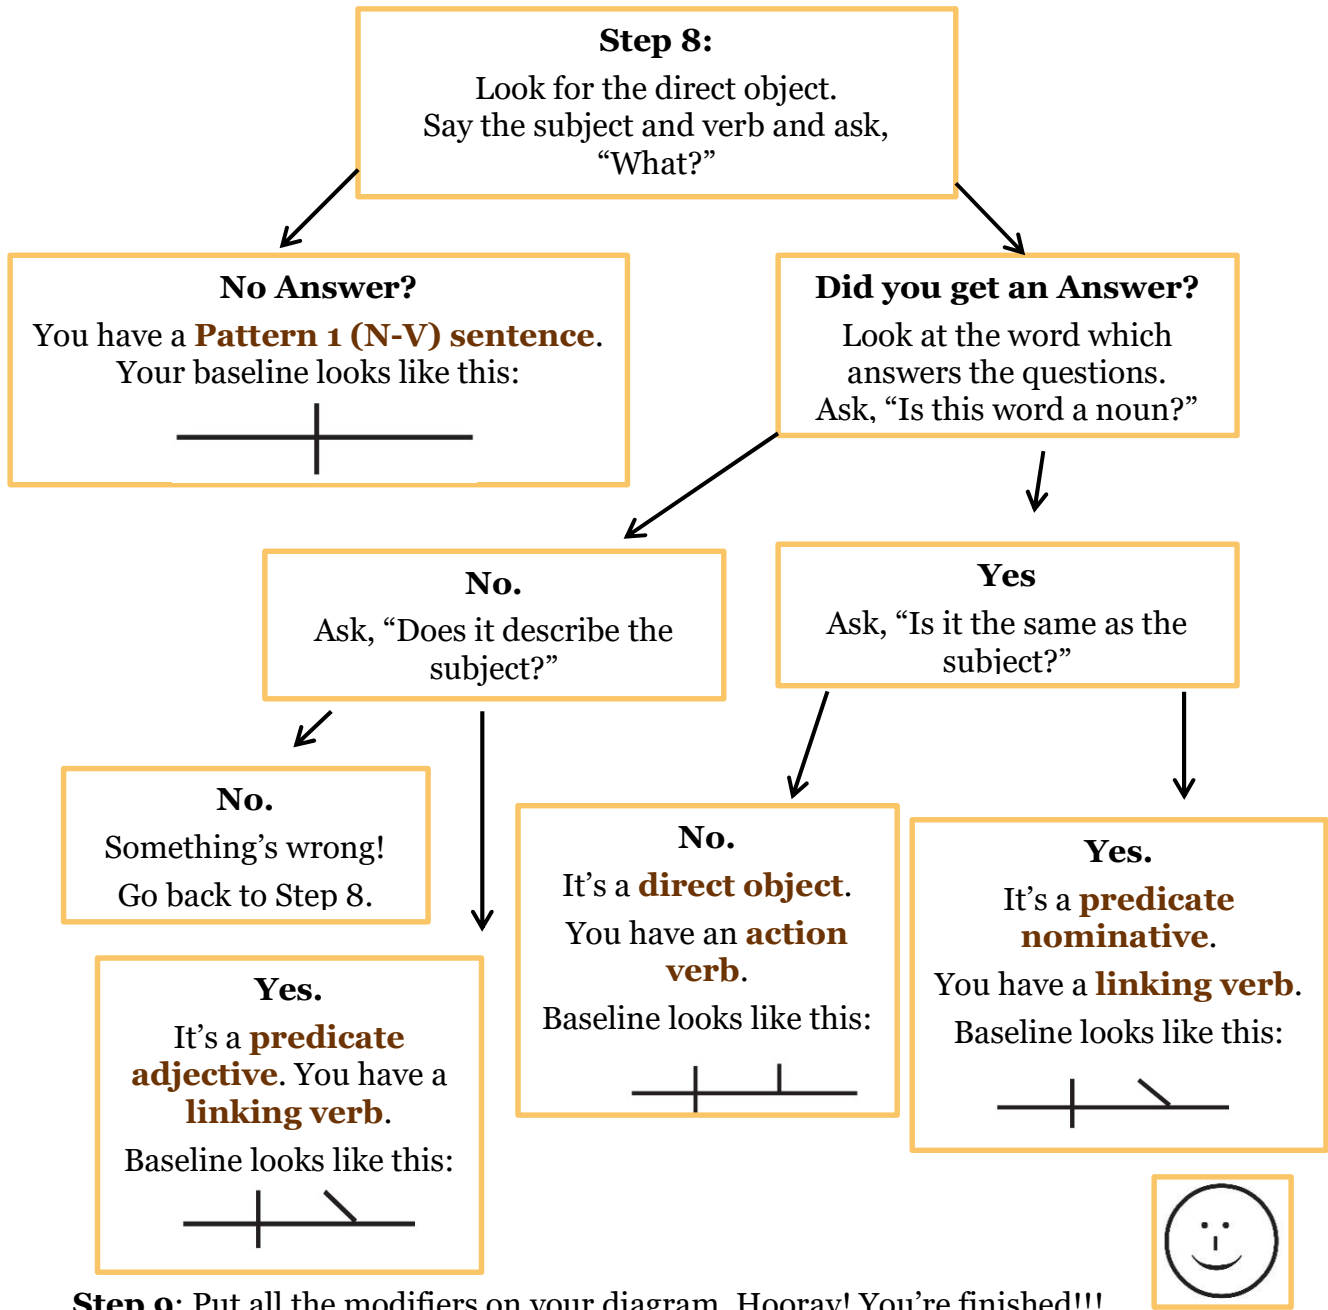 Step 8:
Look for the direct object.
Say the subject and verb and ask,
“What?”
No Answer?
You have a Pattern 1 (N-V) sentence.
Your baseline looks like this:
Did you get an Answer?
Look at the word which
answers the questions.
Ask, “Is this word a noun?”
No.
Ask, “Does it describe the
subject?”
Yes
Ask, “Is it the same as the
subject?”
No.
Something’s wrong!
Go back to Step 8.
Yes.
It’s a predicate
adjective. You have a
linking verb.
Baseline looks like this:
No.
It’s a direct object.
You have an action
verb.
Baseline looks like this:
Yes.
It’s a predicate
nominative.
You have a linking verb.
Baseline looks like this:
Step 9: Put all the modifiers on your diagram. Hooray! You’re finished!!!